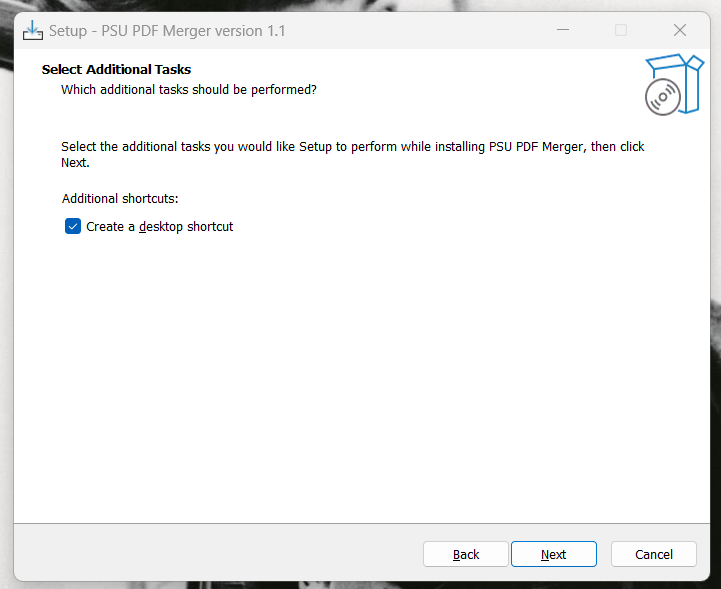 Setup - PSU PDF Merger version 1.1
Select Additional Tasks
Which additional tasks should be performed?
Select the additional tasks you would like Setup to perform while installing PSU PDF Merger, then click
Next.
Additional shortcuts:
Create a desktop shortcut
Back
Next
Cancel